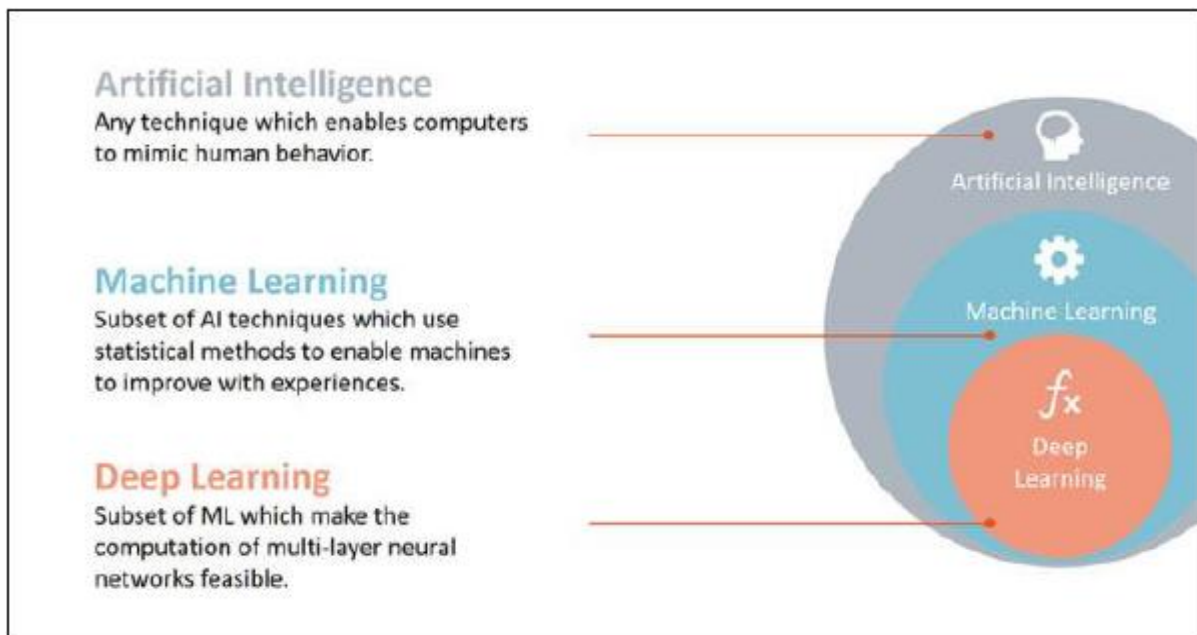 Artificial Intelligence
Any technique which enables computers
to mimic human behavior.
Machine Learning
Subset of AI techniques which use
statistical methods to enable machines
to improve with experiences.
Deep Learning
Subset of ML which make the
computation of multi-layer neural
networks feasible.
Artificial Intelligence
Machine Learning
fx
Deep
Learning